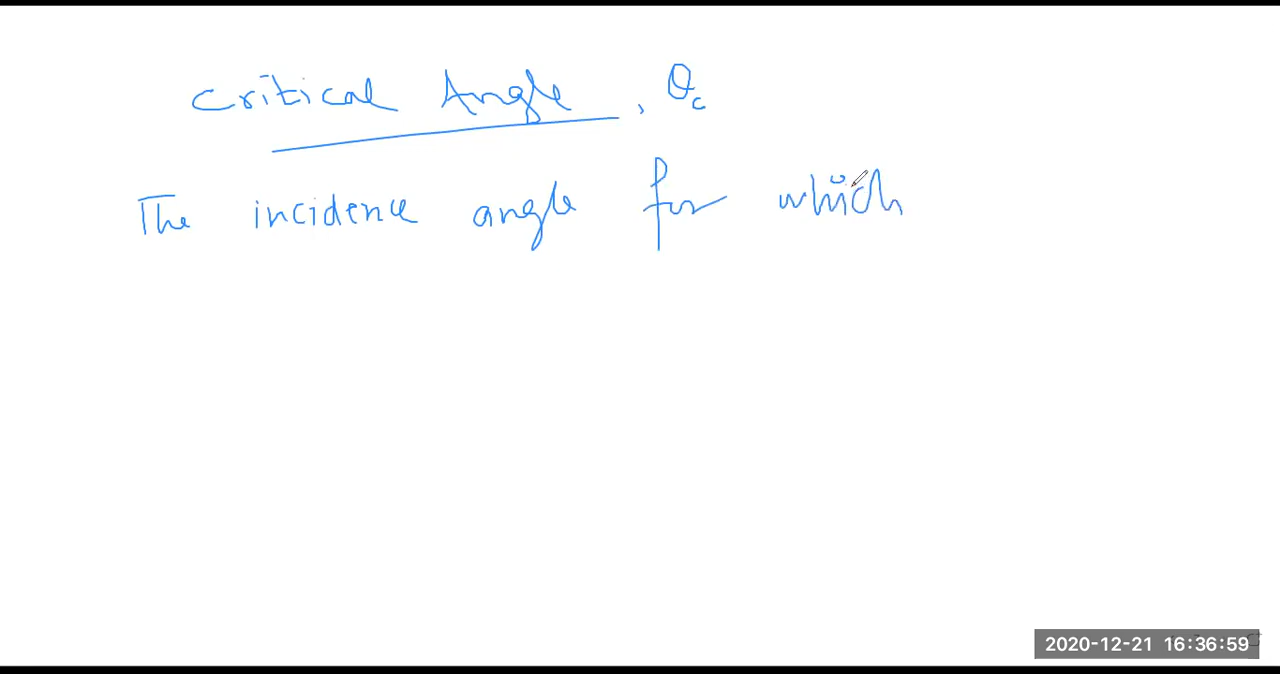 Critical Angle, θc
The incidence angle for which
2020-12-21 16:36:59